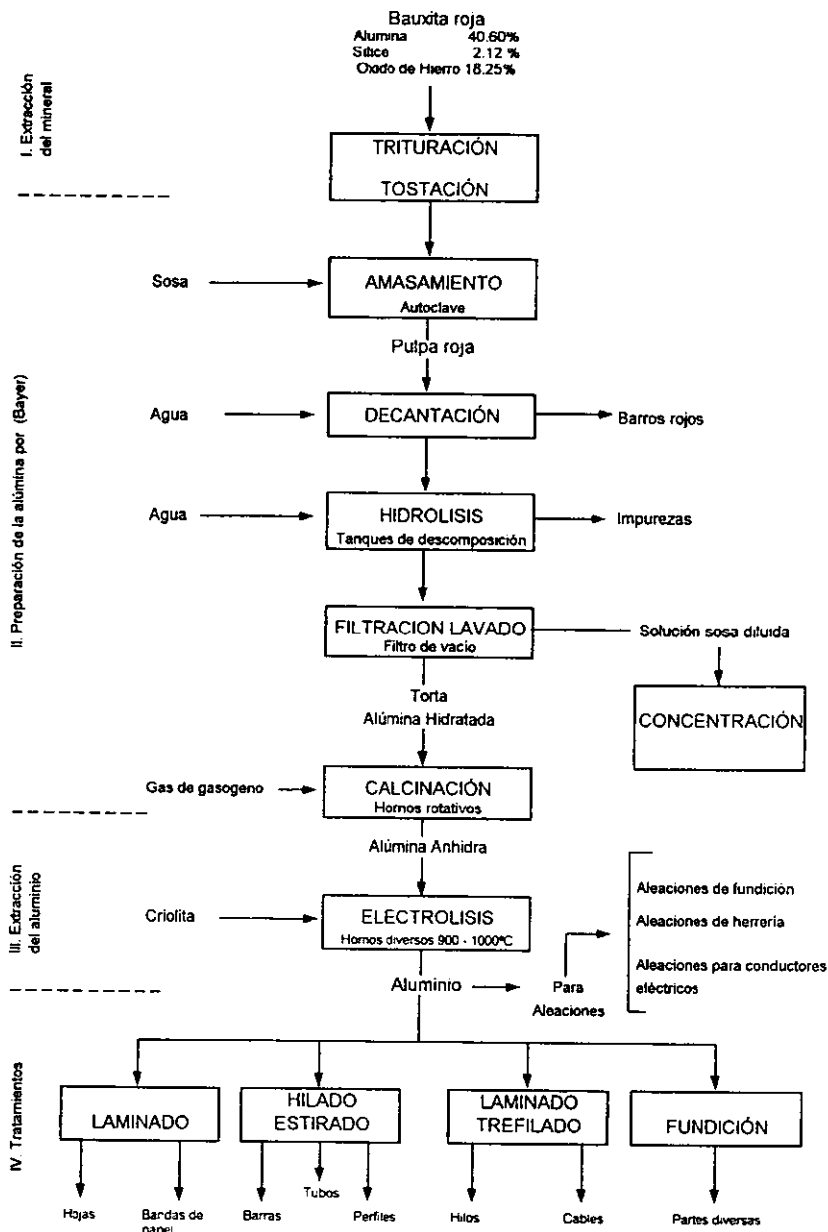 Bauxita roja
Alumina 40.60%
Sílice 2.12 %
Oxido de Hierro 18.25%
I. Extracción
del mineral
TRITURACIÓN
TOSTACIÓN
Sosa
AMASAMIENTO
Autoclave
Pulpa roja
II. Preparación de la alúmina por (Bayer)
Agua
DECANTACIÓN
Barros rojos
Agua
HIDROLISIS
Tanques de descomposición
Impurezas
FILTRACION LAVADO
Filtro de vacío
Solución sosa diluida
Torta
Alúmina Hidratada
CONCENTRACIÓN
Gas de gasogeno
CALCINACIÓN
Hornos rotativos
Alúmina Anhidra
III. Extracción
del aluminio
Criolita
ELECTROLISIS
Hornos diversos 900 - 1000°C
Aluminio
Para
Aleaciones
Aleaciones de fundición
Aleaciones de herrería
Aleaciones para conductores
eléctricos
IV. Tratamientos
LAMINADO
HILADO
ESTIRADO
LAMINADO
TREFILADO
FUNDICIÓN
Hojas
Bandas de
papel
Barras
Tubos
Perfiles
Hilos
Cables
Partes diversas